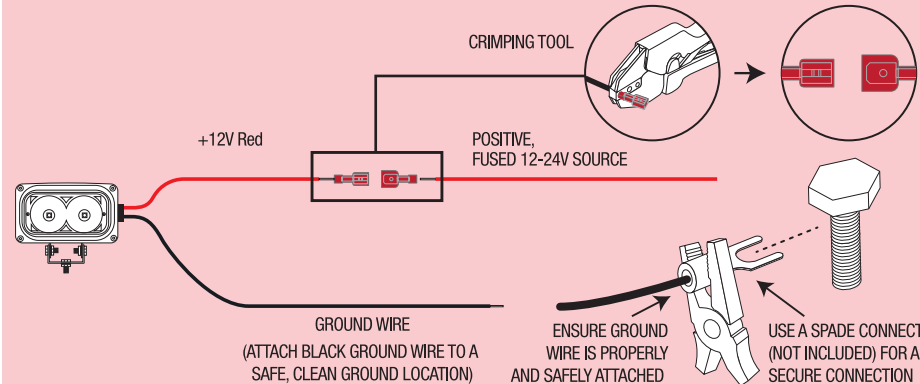 CRIMPING TOOL
+12V Red
POSITIVE,
FUSED 12-24V SOURCE
GROUND WIRE
(ATTACH BLACK GROUND WIRE TO A
SAFE, CLEAN GROUND LOCATION)
ENSURE GROUND
WIRE IS PROPERLY
AND SAFELY ATTACHED
USE A SPADE CONNECT
(NOT INCLUDED) FOR A
SECURE CONNECTION